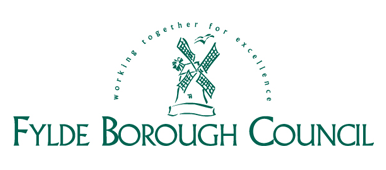 working together for excellence
FYLDE BOROUGH COUNCIL